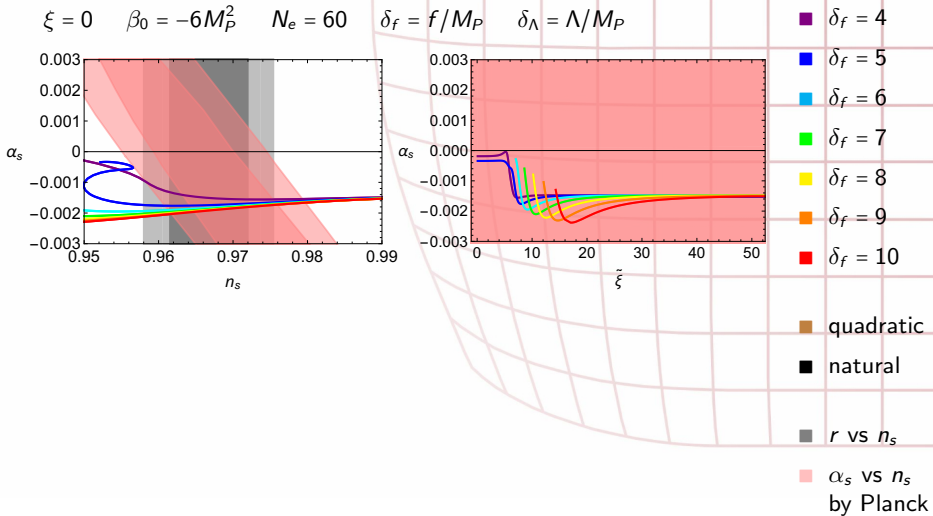 ξ = 0 β₀ = −6M_P² N_e = 60 δ_f = f/M_P δ_Λ = Λ/M_P
0.003
0.002
0.001
0
−0.001
−0.002
−0.003
α_s
0.95 0.96 0.97 0.98 0.99
n_s
0.003
0.002
0.001
0.000
−0.001
−0.002
−0.003
α_s
0 10 20 30 40 50
ξ̃
δ_f = 4
δ_f = 5
δ_f = 6
δ_f = 7
δ_f = 8
δ_f = 9
δ_f = 10
quadratic
natural
r vs n_s
α_s vs n_s
by Planck